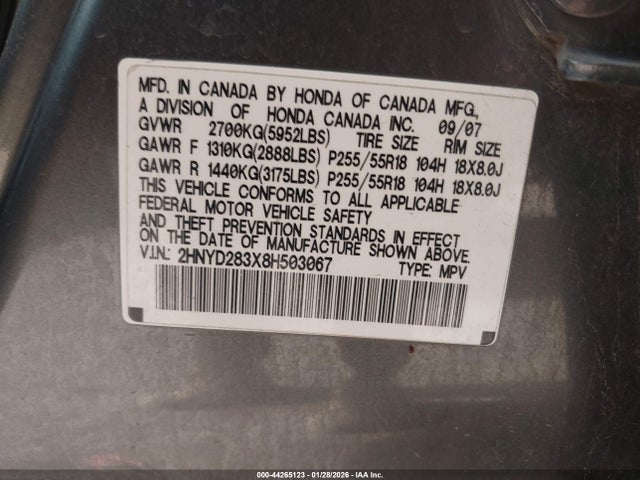 MFD. IN CANADA BY HONDA OF CANADA MFG.,
A DIVISION OF HONDA CANADA INC. 09/07
GVWR 2700KG(5952LBS) TIRE SIZE RIM SIZE
GAWR F 1310KG(2888LBS) P255/55R18 104H 18X8.0J
GAWR R 1440KG(3175LBS) P255/55R18 104H 18X8.0J
THIS VEHICLE CONFORMS TO ALL APPLICABLE
FEDERAL MOTOR VEHICLE SAFETY
AND THEFT PREVENTION STANDARDS IN EFFECT
ON THE DATE OF MANUFACTURE SHOWN ABOVE.
V.I.N.: 2HNYD283X8H503067 TYPE: MPV
000-44265123 | 01/28/2026 | IAA Inc.